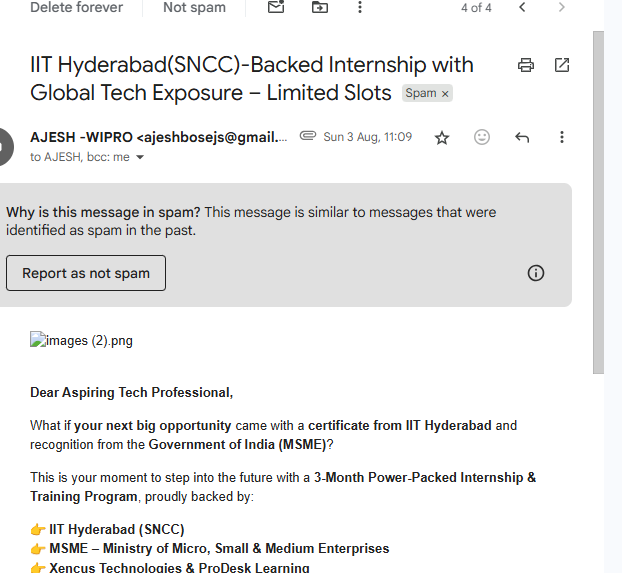 Delete forever Not spam 4 of 4
IIT Hyderabad(SNCC)-Backed Internship with
Global Tech Exposure – Limited Slots Spam x
AJESH -WIPRO <ajeshbosejs@gmail.... Sun 3 Aug, 11:09
to AJESH, bcc: me
Why is this message in spam? This message is similar to messages that were
identified as spam in the past.
Report as not spam
images (2).png
Dear Aspiring Tech Professional,
What if your next big opportunity came with a certificate from IIT Hyderabad and
recognition from the Government of India (MSME)?
This is your moment to step into the future with a 3-Month Power-Packed Internship &
Training Program, proudly backed by:
👉 IIT Hyderabad (SNCC)
👉 MSME – Ministry of Micro, Small & Medium Enterprises
👉 Xencus Technologies & ProDesk Learning